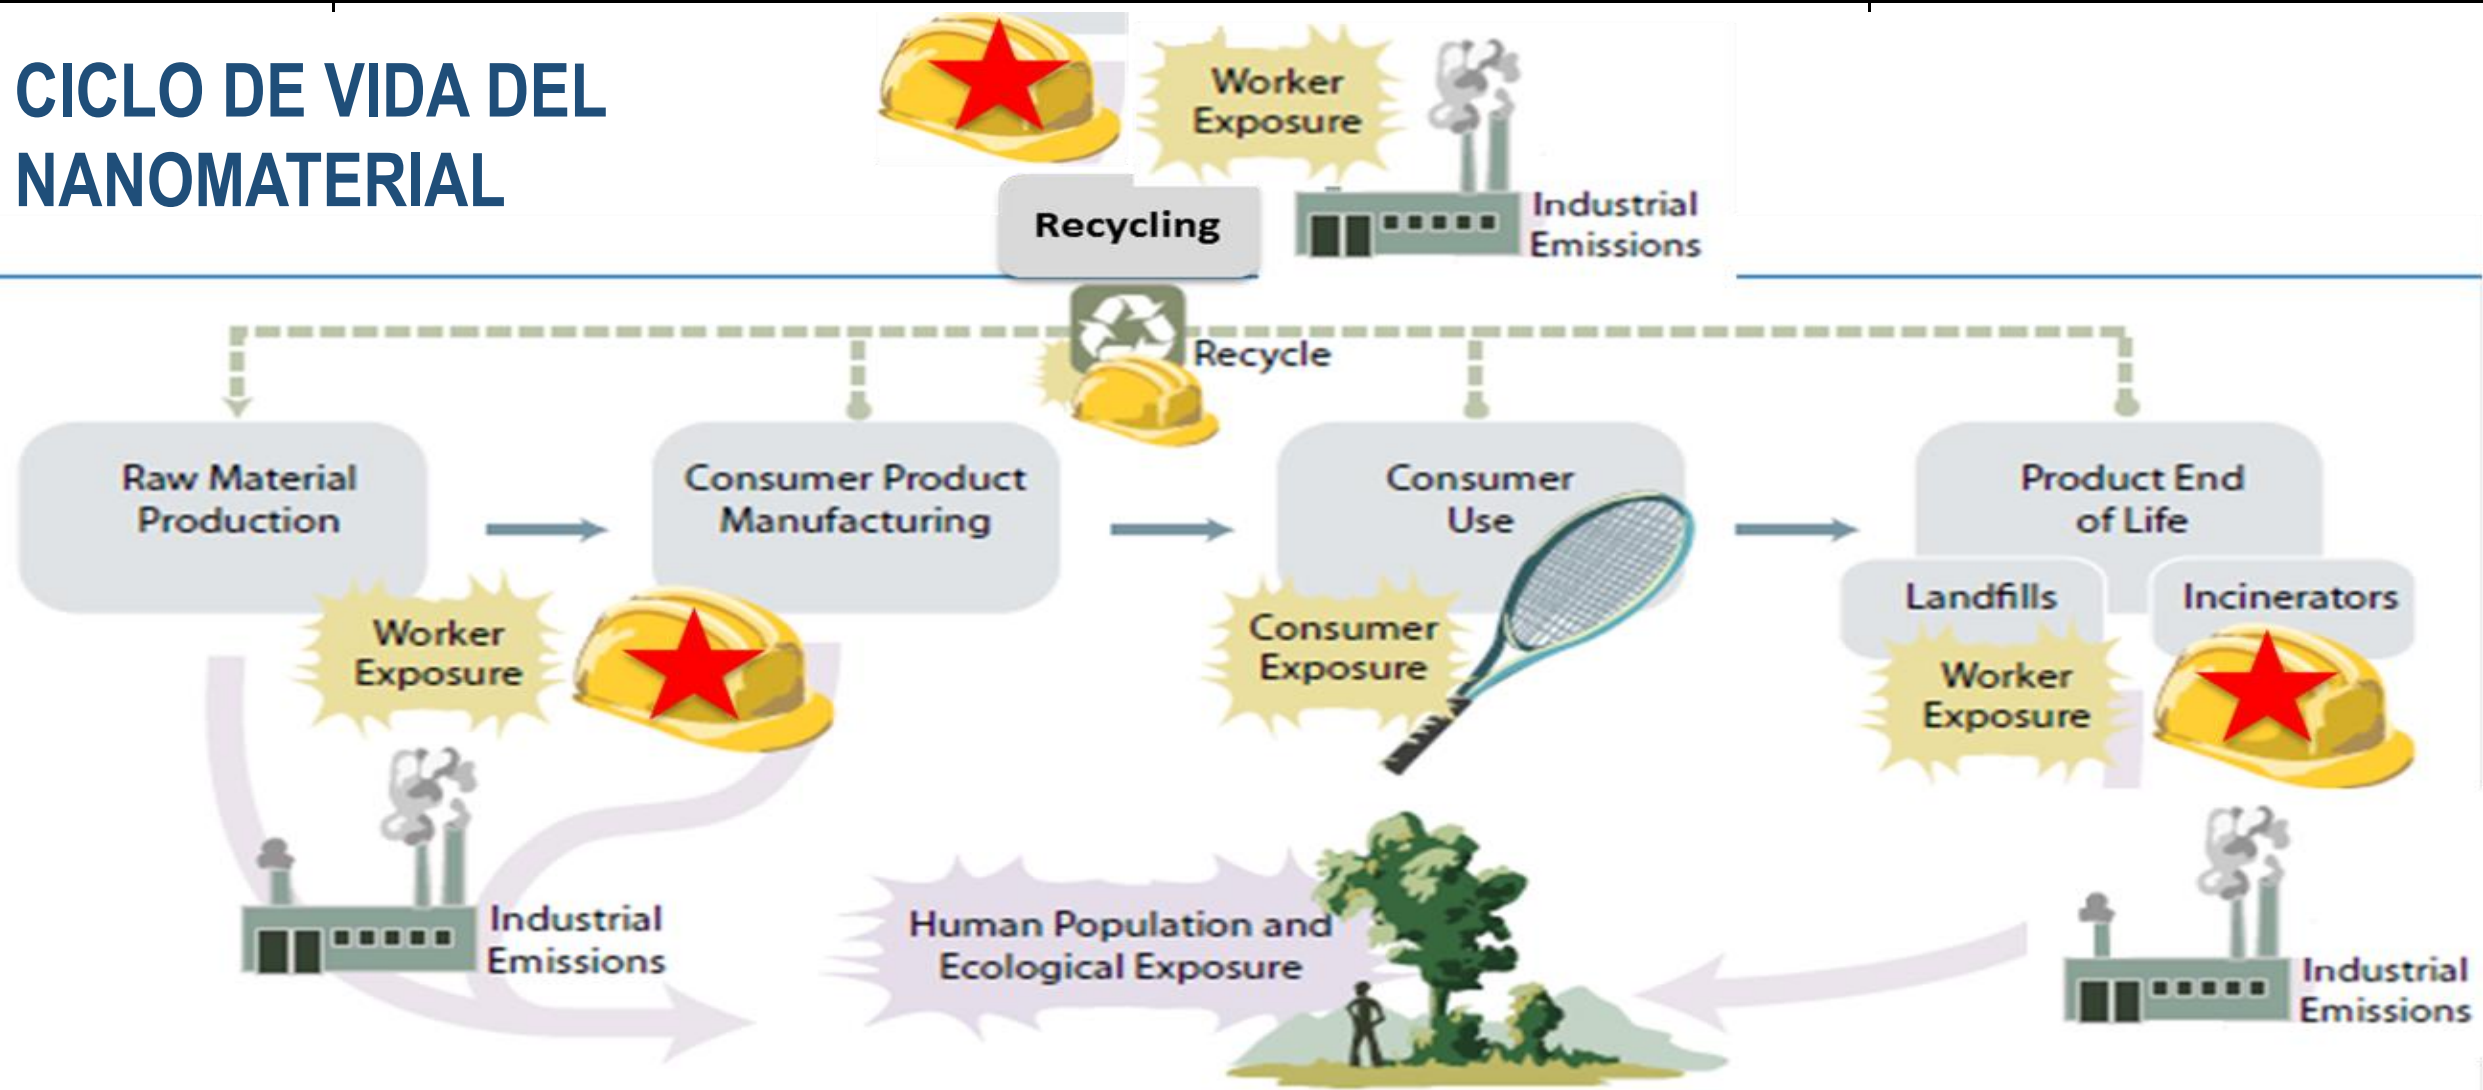 CICLO DE VIDA DEL
NANOMATERIAL
Worker
Exposure
Recycling
Industrial
Emissions
Recycle
Raw Material
Production
Consumer Product
Manufacturing
Consumer
Use
Product End
of Life
Landfills
Incinerators
Worker
Exposure
Consumer
Exposure
Worker
Exposure
Industrial
Emissions
Human Population and
Ecological Exposure
Industrial
Emissions